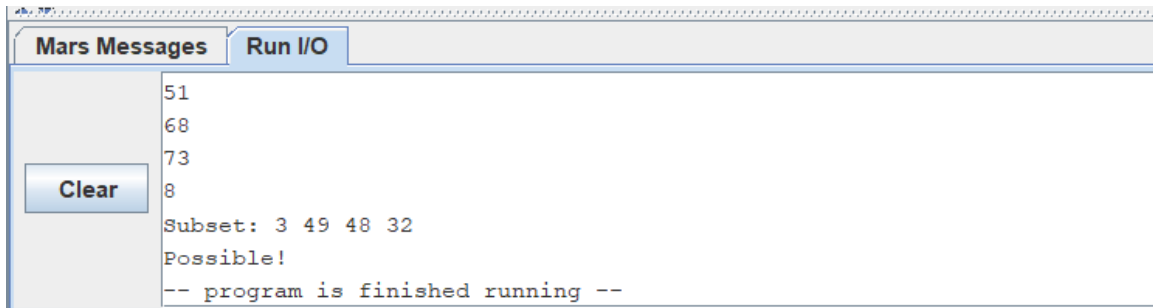 Mars Messages Run I/O
51
68
73
8
Clear
Subset: 3 49 48 32
Possible!
-- program is finished running --